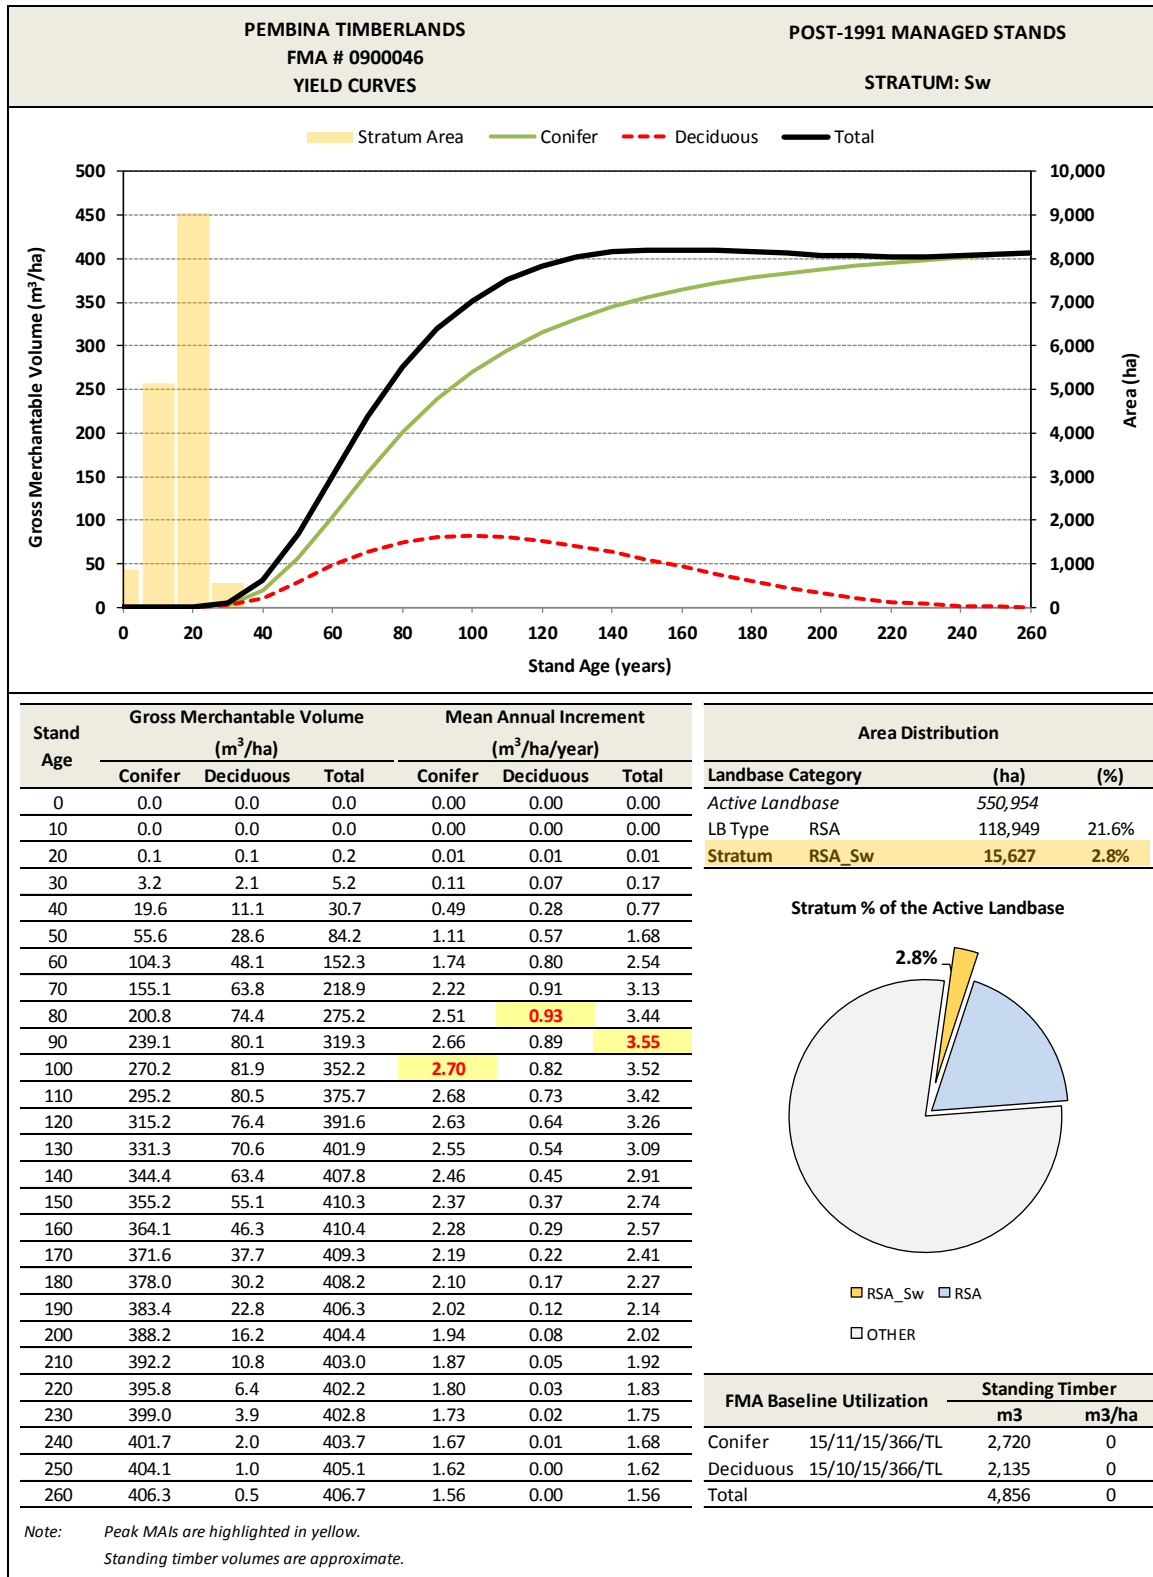 PEMBINA TIMBERLANDS
FMA # 0900046
YIELD CURVES
POST-1991 MANAGED STANDS
STRATUM: Sw
Stratum Area Conifer Deciduous Total
Gross Merchantable Volume (m³/ha)
500
450
400
350
300
250
200
150
100
50
0
10,000
9,000
8,000
7,000
6,000
5,000
4,000
3,000
2,000
1,000
0
Area (ha)
0 20 40 60 80 100 120 140 160 180 200 220 240 260
Stand Age (years)
Stand Age
Gross Merchantable Volume (m³/ha)
Mean Annual Increment (m³/ha/year)
Conifer Deciduous Total Conifer Deciduous Total
0 0.0 0.0 0.0 0.00 0.00 0.00
10 0.0 0.0 0.0 0.00 0.00 0.00
20 0.1 0.1 0.2 0.01 0.01 0.01
30 3.2 2.1 5.2 0.11 0.07 0.17
40 19.6 11.1 30.7 0.49 0.28 0.77
50 55.6 28.6 84.2 1.11 0.57 1.68
60 104.3 48.1 152.3 1.74 0.80 2.54
70 155.1 63.8 218.9 2.22 0.91 3.13
80 200.8 74.4 275.2 2.51 0.93 3.44
90 239.1 80.1 319.3 2.66 0.89 3.55
100 270.2 81.9 352.2 2.70 0.82 3.52
110 295.2 80.5 375.7 2.68 0.73 3.42
120 315.2 76.4 391.6 2.63 0.64 3.26
130 331.3 70.6 401.9 2.55 0.54 3.09
140 344.4 63.4 407.8 2.46 0.45 2.91
150 355.2 55.1 410.3 2.37 0.37 2.74
160 364.1 46.3 410.4 2.28 0.29 2.57
170 371.6 37.7 409.3 2.19 0.22 2.41
180 378.0 30.2 408.2 2.10 0.17 2.27
190 383.4 22.8 406.3 2.02 0.12 2.14
200 388.2 16.2 404.4 1.94 0.08 2.02
210 392.2 10.8 403.0 1.87 0.05 1.92
220 395.8 6.4 402.2 1.80 0.03 1.83
230 399.0 3.9 402.8 1.73 0.02 1.75
240 401.7 2.0 403.7 1.67 0.01 1.68
250 404.1 1.0 405.1 1.62 0.00 1.62
260 406.3 0.5 406.7 1.56 0.00 1.56
Area Distribution
Landbase Category (ha) (%)
Active Landbase 550,954
LB Type RSA 118,949 21.6%
Stratum RSA_Sw 15,627 2.8%
Stratum % of the Active Landbase
2.8%
RSA_Sw RSA
OTHER
FMA Baseline Utilization
Standing Timber
m3 m3/ha
Conifer 15/11/15/366/TL 2,720 0
Deciduous 15/10/15/366/TL 2,135 0
Total 4,856 0
Note: Peak MAIs are highlighted in yellow.
Standing timber volumes are approximate.